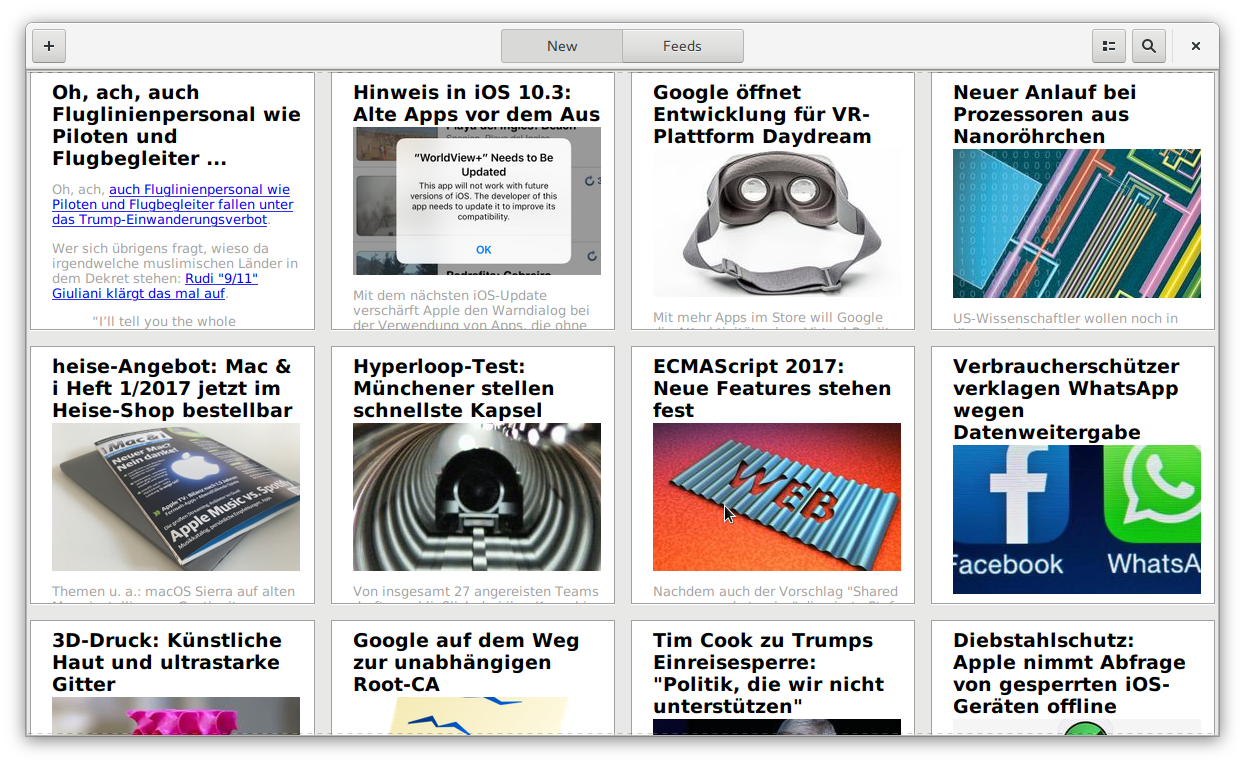 New
Feeds
Oh, ach, auch
Fluglinienpersonal wie
Piloten und
Flugbegleiter ...
Oh, ach, auch Fluglinienpersonal wie
Piloten und Flugbegleiter fallen unter
das Trump-Einwanderungsverbot.
Wer sich übrigens fragt, wieso da
irgendwelche muslimischen Länder in
dem Dekret stehen: Rudi "9/11"
Giuliani klärt das mal auf.
"I'll tell you the whole
Hinweis in iOS 10.3:
Alte Apps vor dem Aus
"WorldView+" Needs to Be
Updated
This app will not work with future
versions of iOS. The developer of this
app needs to update it to improve its
compatibility.
OK
Mit dem nächsten iOS-Update
verschärft Apple den Warndialog bei
der Verwendung von Apps, die ohne
Google öffnet
Entwicklung für VR-
Plattform Daydream
Mit mehr Apps im Store will Google
Neuer Anlauf bei
Prozessoren aus
Nanoröhrchen
US-Wissenschaftler wollen noch in
heise-Angebot: Mac &
i Heft 1/2017 jetzt im
Heise-Shop bestellbar
Mac &
Neuer Mac?
Nein danke!
Apple TV: Bilanz nach 1,5 Jahren
Apple Music vs. Spotify
Themen u. a.: macOS Sierra auf alten
Hyperloop-Test:
Münchener stellen
schnellste Kapsel
Von insgesamt 27 angereisten Teams
ECMAScript 2017:
Neue Features stehen
fest
WEB
Nachdem auch der Vorschlag "Shared
Verbraucherschützer
verklagen WhatsApp
wegen
Datenweitergabe
Facebook
WhatsA
3D-Druck: Künstliche
Haut und ultrastarke
Gitter
Google auf dem Weg
zur unabhängigen
Root-CA
Tim Cook zu Trumps
Einreisesperre:
"Politik, die wir nicht
unterstützen"
Diebstahlschutz:
Apple nimmt Abfrage
von gesperrten iOS-
Geräten offline